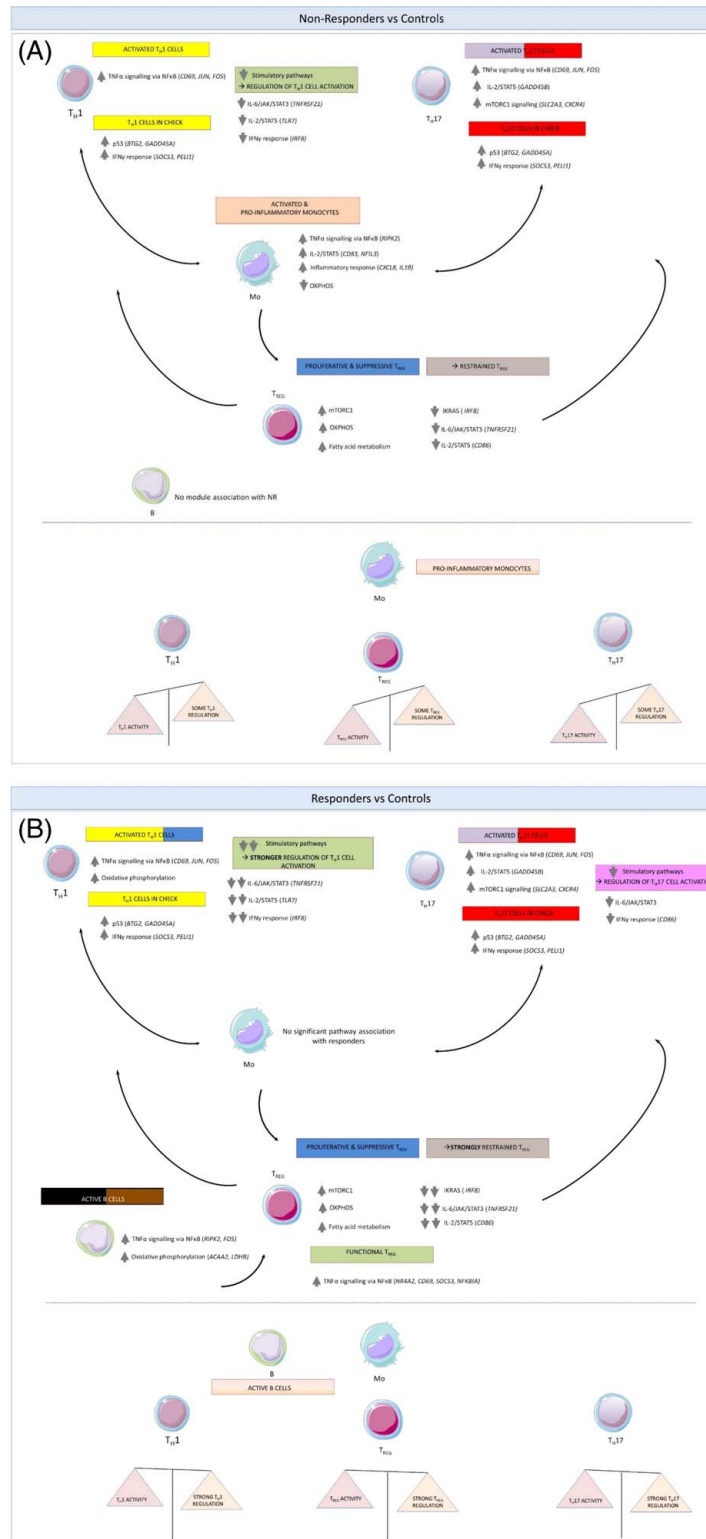 Non-Responders vs Controls
(A)
ACTIVATED TH1 CELLS
TH1
TNFα signalling via NFκB (CD69, JUN, FOS)
TH1 CELLS IN CHECK
p53 (BTG2, GADD45A)
IFNγ response (SOCS3, PELI1)
Stimulatory pathways
→ REGULATION OF TH1 CELL ACTIVATION
IL-6/JAK/STAT3 (TNFRSF21)
IL-2/STAT5 (TLR7)
IFNγ response (IRF8)
ACTIVATED TH17 CELLS
TH17
TNFα signalling via NFκB (CD69, JUN, FOS)
IL-2/STAT5 (GADD45B)
mTORC1 signalling (SLC2A3, CXCR4)
TH17 CELLS IN CHECK
p53 (BTG2, GADD45A)
IFNγ response (SOCS3, PELI1)
ACTIVATED &
PRO-INFLAMMATORY MONOCYTES
Mo
TNFα signalling via NFκB (RIPK2)
IL-2/STAT5 (CD83, NFIL3)
Inflammatory response (CXCL8, IL1B)
OXPHOS
PROLIFERATIVE & SUPPRESSIVE TREG
→ RESTRAINED TREG
TREG
mTORC1
OXPHOS
Fatty acid metabolism
IKRAS ( IRF8)
IL-6/JAK/STAT3 (TNFRSF21)
IL-2/STAT5 (CD86)
B
No module association with NR
Mo
PRO-INFLAMMATORY MONOCYTES
TH1
TREG
TH17
TH1 ACTIVITY
SOME TH1
REGULATION
TREG ACTIVITY
SOME TREG
REGULATION
TH17 ACTIVITY
SOME TH17
REGULATION
Responders vs Controls
(B)
ACTIVATED TH1 CELLS
TH1
TNFα signalling via NFκB (CD69, JUN, FOS)
Oxidative phosphorylation
TH1 CELLS IN CHECK
p53 (BTG2, GADD45A)
IFNγ response (SOCS3, PELI1)
Stimulatory pathways
→ STRONGER REGULATION OF TH1 CELL
ACTIVATION
IL-6/JAK/STAT3 (TNFRSF21)
IL-2/STAT5 (TLR7)
IFNγ response (IRF8)
ACTIVATED TH17 CELLS
TH17
TNFα signalling via NFκB (CD69, JUN, FOS)
IL-2/STAT5 (GADD45B)
mTORC1 signalling (SLC2A3, CXCR4)
TH17 CELLS IN CHECK
p53 (BTG2, GADD45A)
IFNγ response (SOCS3, PELI1)
Stimulatory pathways
→ REGULATION OF TH17 CELL ACTIVATI
IL-6/JAK/STAT3
IFNγ response (CD86)
Mo
No significant pathway association
with responders
PROLIFERATIVE & SUPPRESSIVE TREG
→STRONGLY RESTRAINED TREG
TREG
mTORC1
OXPHOS
Fatty acid metabolism
IKRAS ( IRF8)
IL-6/JAK/STAT3 (TNFRSF21)
IL-2/STAT5 (CD86)
FUNCTIONAL TREG
TNFα signalling via NFκB (NR4A2, CD69, SOCS3, NFKBIA)
ACTIVE B CELLS
B
TNFα signalling via NFκB (RIPK2, FOS)
Oxidative phosphorylation (ACAA2, LDHB)
B
ACTIVE B CELLS
Mo
TH1
TREG
TH17
TH1 ACTIVITY
STRONG TH1
REGULATION
TREG ACTIVITY
STRONG TREG
REGULATION
TH17 ACTIVITY
STRONG TH17
REGULATION